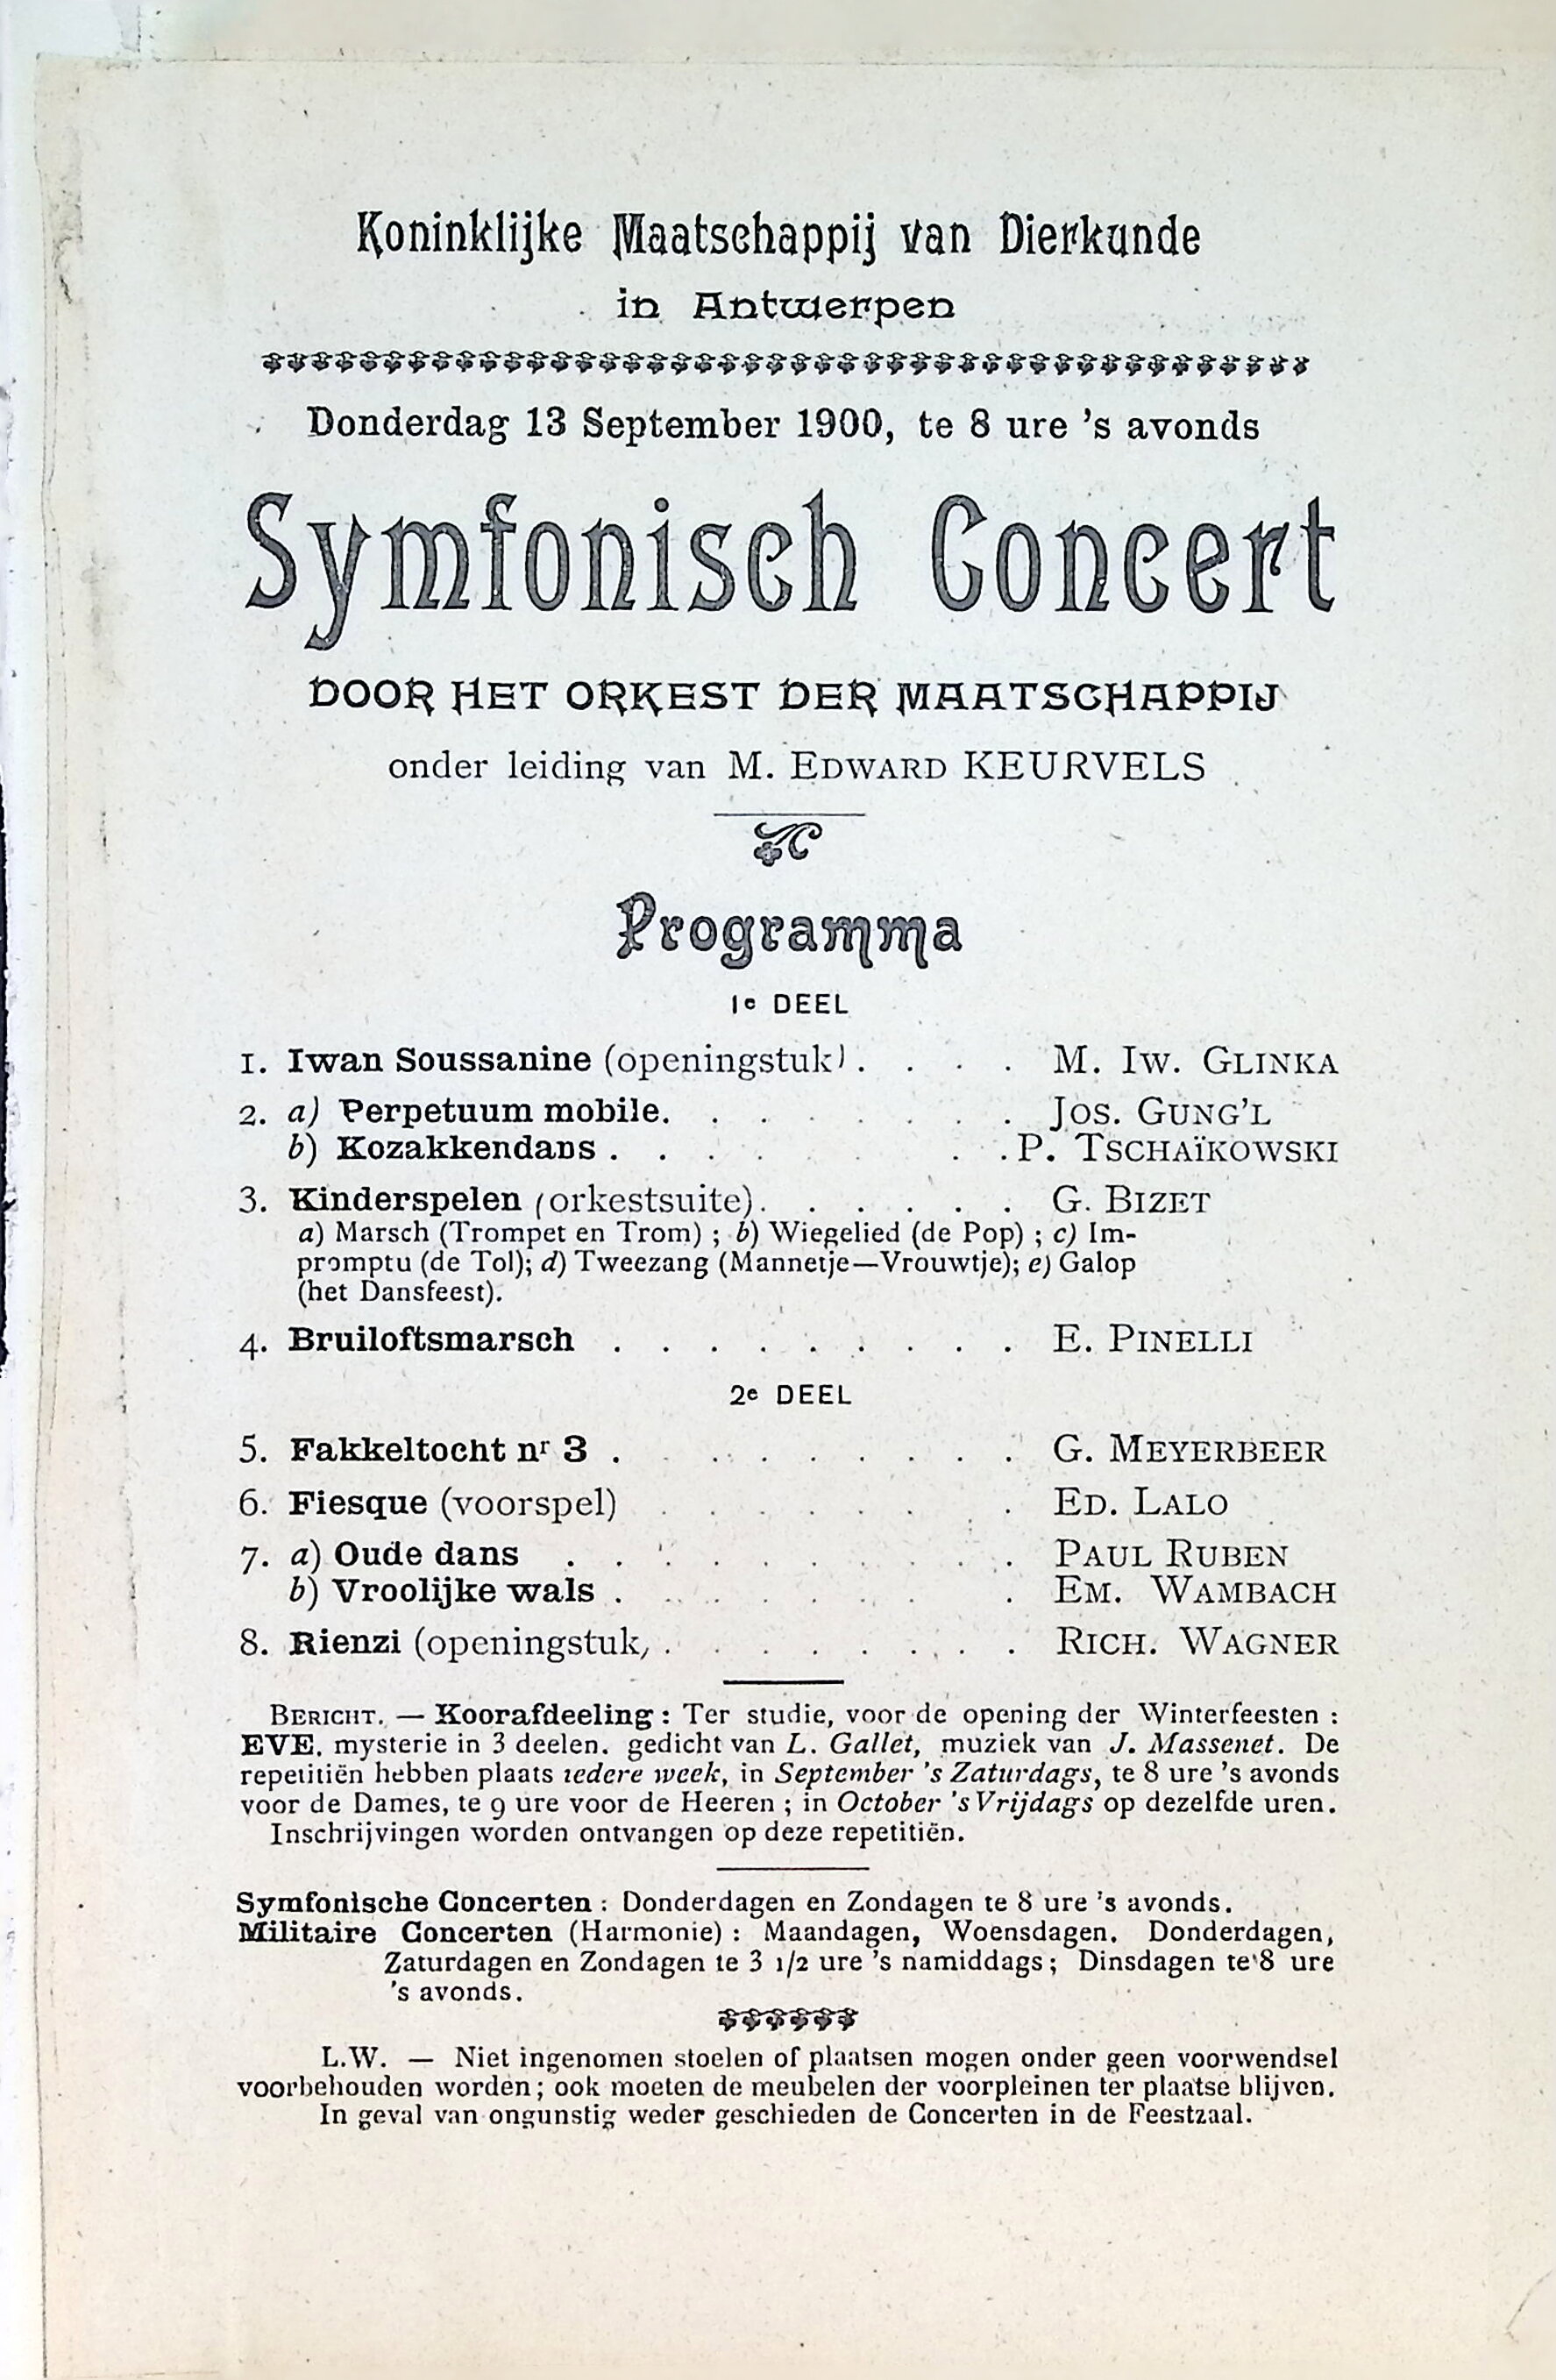 Koninklijke Maatschappij van Dierkunde
in Antwerpen
Donderdag 13 September 1900, te 8 ure 's avonds
Symfonisch Concert
DOOR HET ORKEST DER MAATSCHAPPIJ
onder leiding van M. EDWARD KEURVELS
Programma
1e DEEL
1. Iwan Soussanine (openingstuk) . . . . M. IW. GLINKA
2. a) Perpetuum mobile. . . . . . . . JOS. GUNG'L
b) Kozakkendans . . . . . . . P. TSCHAÏKOWSKI
3. Kinderspelen (orkestsuite). . . . . . G. BIZET
a) Marsch (Trompet en Trom) ; b) Wiegelied (de Pop) ; c) Im-
promptu (de Tol); d) Tweezang (Mannetje—Vrouwtje); e) Galop
(het Dansfeest).
4. Bruiloftsmarsch . . . . . . . . . E. PINELLI
2e DEEL
5. Fakkeltocht nr 3 . . . . . . . . G. MEYERBEER
6. Fiesque (voorspel) . . . . . . . ED. LALO
7. a) Oude dans . . . . . . . . . . PAUL RUBEN
b) Vroolijke wals . . . . . . . . EM. WAMBACH
8. Rienzi (openingstuk, . . . . . . . . RICH. WAGNER
BERICHT. — Koorafdeeling : Ter studie, voor de opening der Winterfeesten :
EVE. mysterie in 3 deelen. gedicht van L. Gallet, muziek van J. Massenet. De
repetitiën hebben plaats iedere week, in September 's Zaturdags, te 8 ure 's avonds
voor de Dames, te 9 ure voor de Heeren ; in October 's Vrijdags op dezelfde uren.
Inschrijvingen worden ontvangen op deze repetitiën.
Symfonische Concerten : Donderdagen en Zondagen te 8 ure 's avonds.
Militaire Concerten (Harmonie) : Maandagen, Woensdagen. Donderdagen,
Zaturdagen en Zondagen te 3 1/2 ure 's namiddags ; Dinsdagen te 8 ure
's avonds.
L.W. — Niet ingenomen stoelen of plaatsen mogen onder geen voorwendsel
voorbehouden worden ; ook moeten de meubelen der voorpleinen ter plaatse blijven.
In geval van ongunstig weder geschieden de Concerten in de Feestzaal.